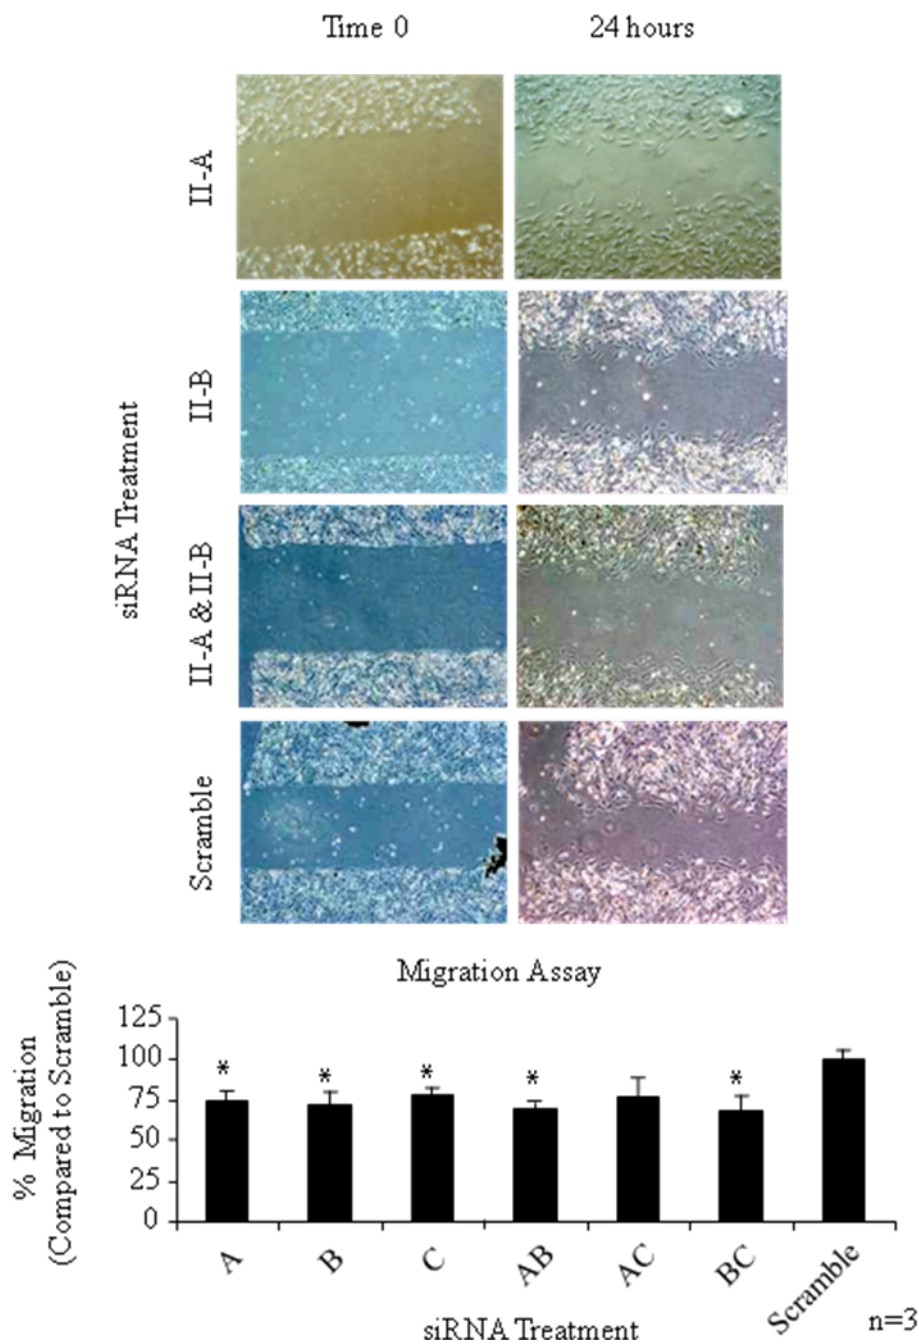 Time 0 24 hours
siRNA Treatment
II-A
II-B
II-A & II-B
Scramble
Migration Assay
% Migration
(Compared to Scramble)
125
100
75
50
25
0
*
*
*
*
*
A B C AB AC BC Scramble
siRNA Treatment
n=3